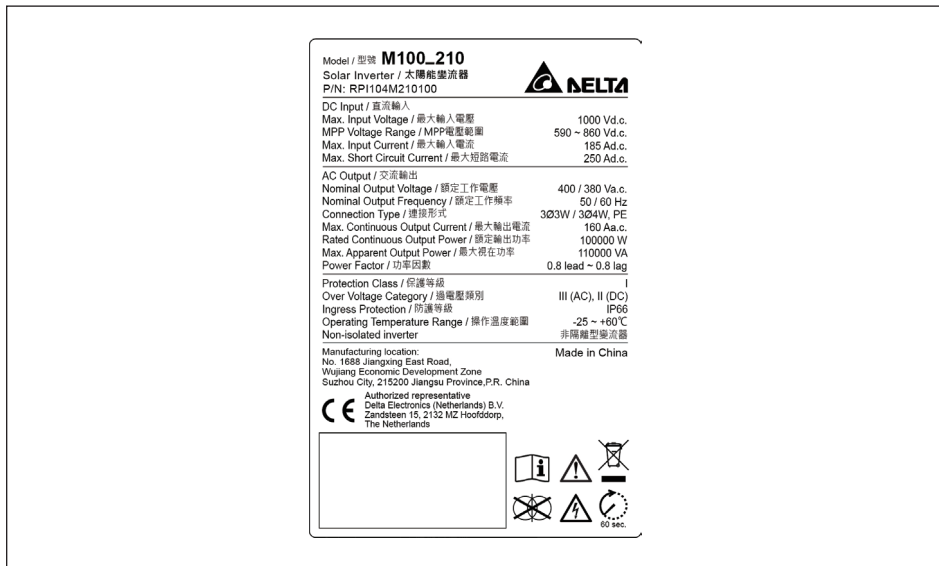 Model / 型號 M100_210
Solar Inverter / 太陽能變流器
P/N: RPI104M210100
DELTA
DC Input / 直流輸入
Max. Input Voltage / 最大輸入電壓 1000 Vd.c.
MPP Voltage Range / MPP電壓範圍 590 ~ 860 Vd.c.
Max. Input Current / 最大輸入電流 185 Ad.c.
Max. Short Circuit Current / 最大短路電流 250 Ad.c.
AC Output / 交流輸出
Nominal Output Voltage / 額定工作電壓 400 / 380 Va.c.
Nominal Output Frequency / 額定工作頻率 50 / 60 Hz
Connection Type / 連接形式 3Ø3W / 3Ø4W, PE
Max. Continuous Output Current / 最大輸出電流 160 Aa.c.
Rated Continuous Output Power / 額定輸出功率 100000 W
Max. Apparent Output Power / 最大視在功率 110000 VA
Power Factor / 功率因數 0.8 lead ~ 0.8 lag
Protection Class / 保護等級 I
Over Voltage Category / 過電壓類別 III (AC), II (DC)
Ingress Protection / 防護等級 IP66
Operating Temperature Range / 操作溫度範圍 -25 ~ +60℃
Non-isolated inverter 非隔離型變流器
Manufacturing location: Made in China
No. 1688 Jiangxing East Road,
Wujiang Economic Development Zone
Suzhou City, 215200 Jiangsu Province,P.R. China
CE
Authorized representative
Delta Electronics (Netherlands) B.V.
Zandsteen 15, 2132 MZ Hoofddorp,
The Netherlands
60 sec.